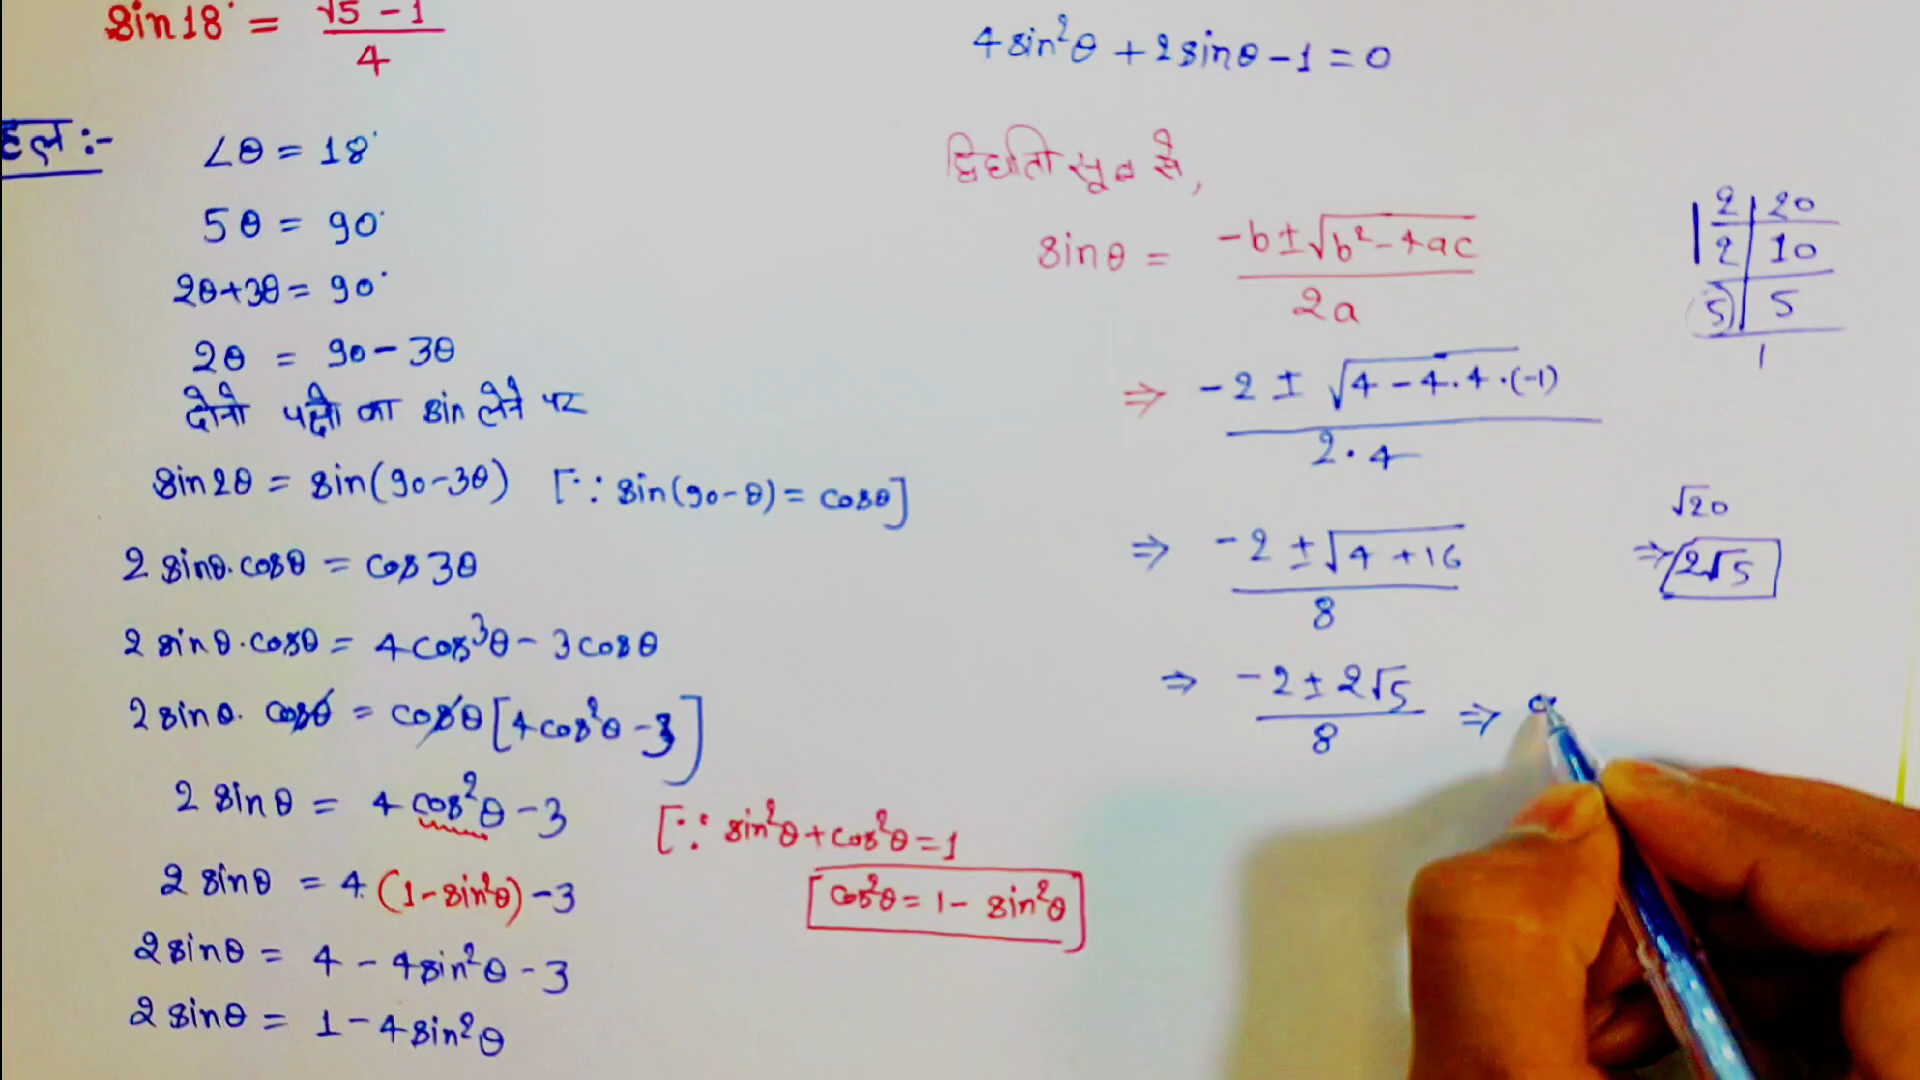 sin18° = √5 - 1 / 4
हल :-
∠θ = 18°
5θ = 90°
2θ+3θ = 90°
2θ = 90 - 3θ
दोनो पक्षो का sin लेने पर
sin2θ = sin(90-3θ) [∵ sin(90-θ) = cosθ]
2 sinθ.cosθ = cos3θ
2 sinθ.cosθ = 4cos³θ - 3cosθ
2 sinθ. cosθ = cosθ[4cos²θ - 3]
2 sinθ = 4 cos²θ - 3
[∵ sin²θ + cos²θ = 1
cos²θ = 1 - sin²θ]
2 sinθ = 4 (1-sin²θ) - 3
2 sinθ = 4 - 4sin²θ - 3
2 sinθ = 1 - 4sin²θ
4 sin²θ + 2 sinθ - 1 = 0
द्विघाती सूत्र से,
sinθ = -b ± √b² - 4ac / 2a
⇒ -2 ± √4 - 4.4.(-1) / 2.4
⇒ -2 ± √4 + 16 / 8
⇒ -2 ± 2√5 / 8 ⇒
2 | 20
2 | 10
5 | 5
1
√20
⇒ 2√5